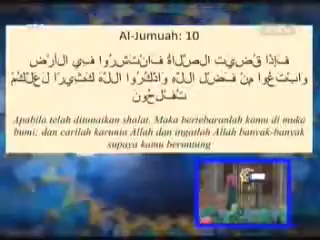 Al-Jumuah: 10
فَإِذَا قُضِيَتِ الصَّلَاةُ فَانْتَشِرُوا فِي الْأَرْضِ
وَابْتَغُوا مِنْ فَضْلِ اللَّهِ وَاذْكُرُوا اللَّهَ كَثِيرًا لَعَلَّكُمْ
تُفْلِحُونَ
Apabila telah ditunaikan shalat, Maka bertebaranlah kamu di muka
bumi; dan carilah karunia Allah dan ingatlah Allah banyak-banyak
supaya kamu beruntung